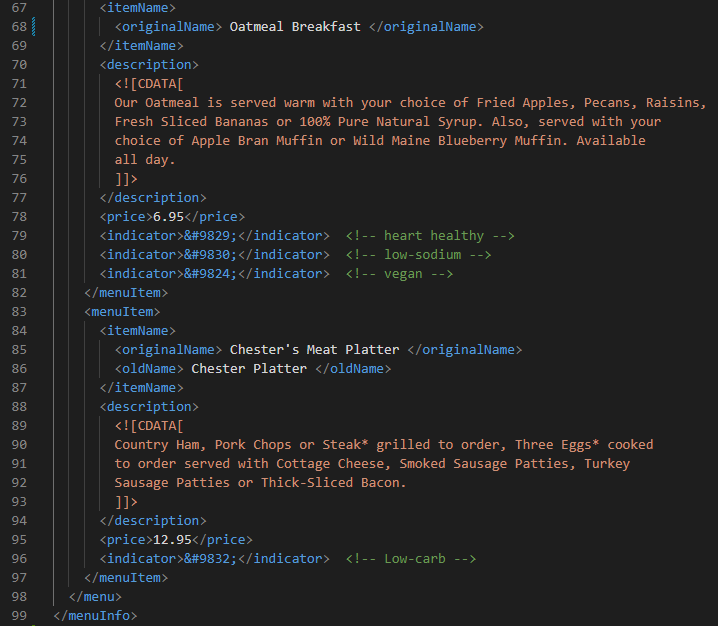 67 <itemName>
68 <originalName> Oatmeal Breakfast </originalName>
69 </itemName>
70 <description>
71 <![CDATA[
72 Our Oatmeal is served warm with your choice of Fried Apples, Pecans, Raisins,
73 Fresh Sliced Bananas or 100% Pure Natural Syrup. Also, served with your
74 choice of Apple Bran Muffin or Wild Maine Blueberry Muffin. Available
75 all day.
76 ]]>
77 </description>
78 <price>6.95</price>
79 <indicator>&#9829;</indicator> <!-- heart healthy -->
80 <indicator>&#9830;</indicator> <!-- low-sodium -->
81 <indicator>&#9824;</indicator> <!-- vegan -->
82 </menuItem>
83 <menuItem>
84 <itemName>
85 <originalName> Chester's Meat Platter </originalName>
86 <oldName> Chester Platter </oldName>
87 </itemName>
88 <description>
89 <![CDATA[
90 Country Ham, Pork Chops or Steak* grilled to order, Three Eggs* cooked
91 to order served with Cottage Cheese, Smoked Sausage Patties, Turkey
92 Sausage Patties or Thick-Sliced Bacon.
93 ]]>
94 </description>
95 <price>12.95</price>
96 <indicator>&#9832;</indicator> <!-- Low-carb -->
97 </menuItem>
98 </menu>
99 </menuInfo>